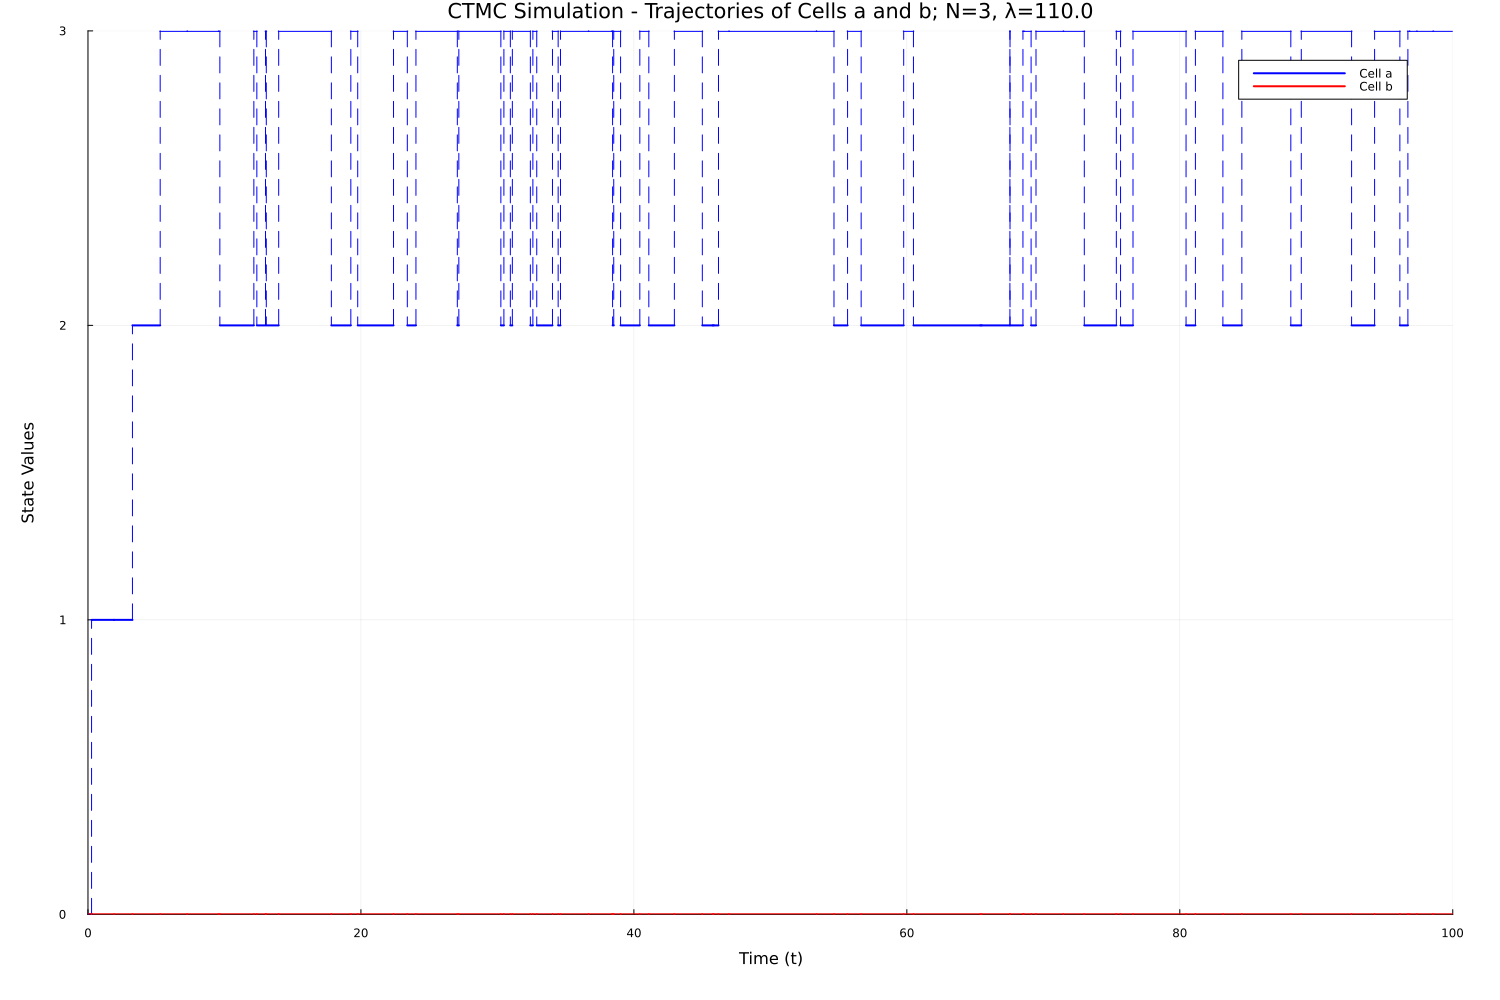 CTMC Simulation - Trajectories of Cells a and b; N=3, λ=110.0
3
Cell a
Cell b
2
State Values
1
0
0 20 40 60 80 100
Time (t)